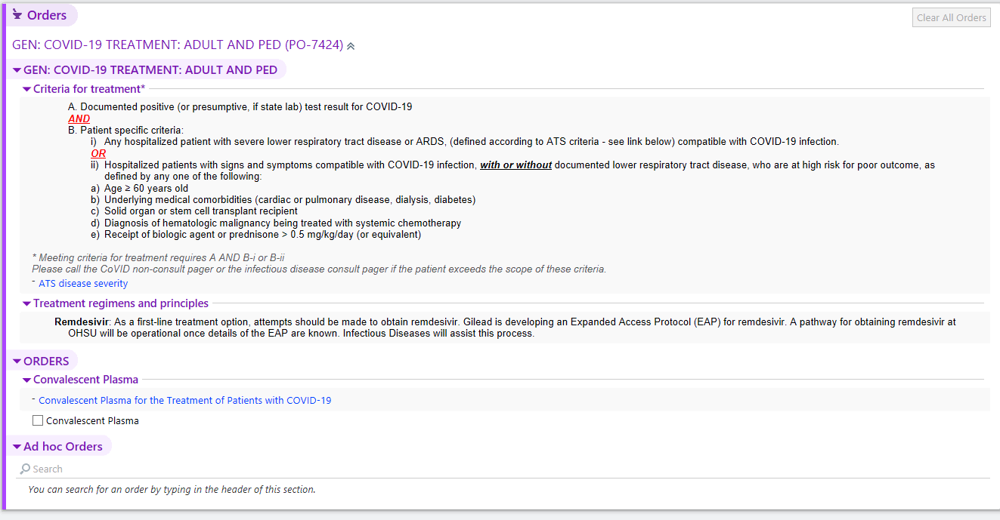 Orders
Clear All Orders
GEN: COVID-19 TREATMENT: ADULT AND PED (PO-7424)
GEN: COVID-19 TREATMENT: ADULT AND PED
Criteria for treatment*
A. Documented positive (or presumptive, if state lab) test result for COVID-19
AND
B. Patient specific criteria:
i) Any hospitalized patient with severe lower respiratory tract disease or ARDS, (defined according to ATS criteria - see link below) compatible with COVID-19 infection.
OR
ii) Hospitalized patients with signs and symptoms compatible with COVID-19 infection, with or without documented lower respiratory tract disease, who are at high risk for poor outcome, as
defined by any one of the following:
a) Age ≥ 60 years old
b) Underlying medical comorbidities (cardiac or pulmonary disease, dialysis, diabetes)
c) Solid organ or stem cell transplant recipient
d) Diagnosis of hematologic malignancy being treated with systemic chemotherapy
e) Receipt of biologic agent or prednisone > 0.5 mg/kg/day (or equivalent)
* Meeting criteria for treatment requires A AND B-i or B-ii
Please call the CoVID non-consult pager or the infectious disease consult pager if the patient exceeds the scope of these criteria.
- ATS disease severity
Treatment regimens and principles
Remdesivir: As a first-line treatment option, attempts should be made to obtain remdesivir. Gilead is developing an Expanded Access Protocol (EAP) for remdesivir. A pathway for obtaining remdesivir at
OHSU will be operational once details of the EAP are known. Infectious Diseases will assist this process.
ORDERS
Convalescent Plasma
- Convalescent Plasma for the Treatment of Patients with COVID-19
Convalescent Plasma
Ad hoc Orders
Search
You can search for an order by typing in the header of this section.